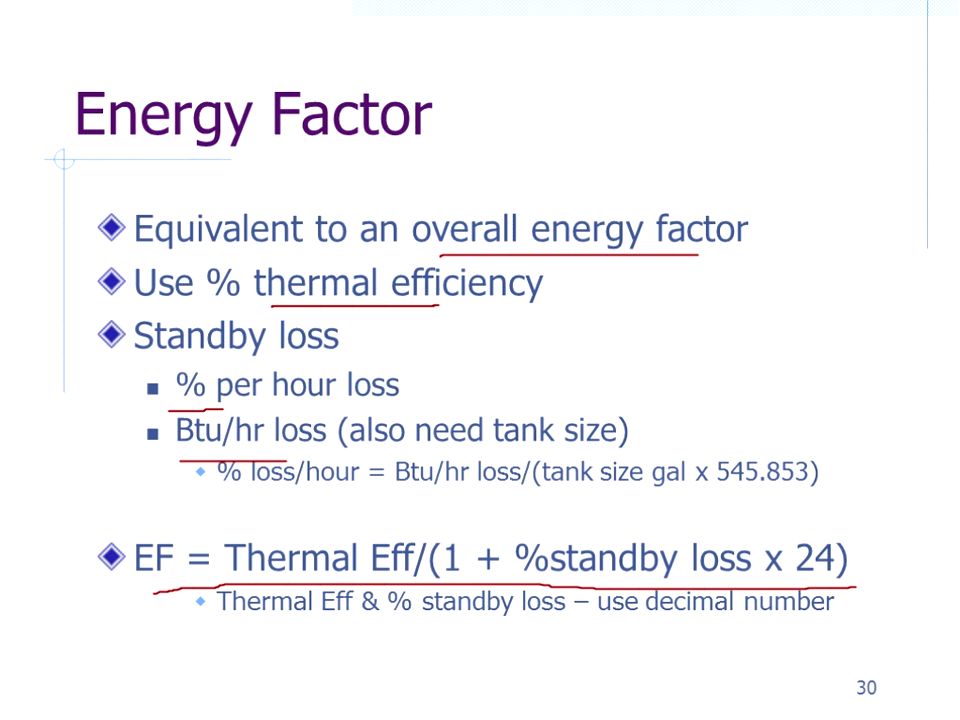 Energy Factor
Equivalent to an overall energy factor
Use % thermal efficiency
Standby loss
% per hour loss
Btu/hr loss (also need tank size)
% loss/hour = Btu/hr loss/(tank size gal x 545.853)
EF = Thermal Eff/(1 + %standby loss x 24)
Thermal Eff & % standby loss – use decimal number
30